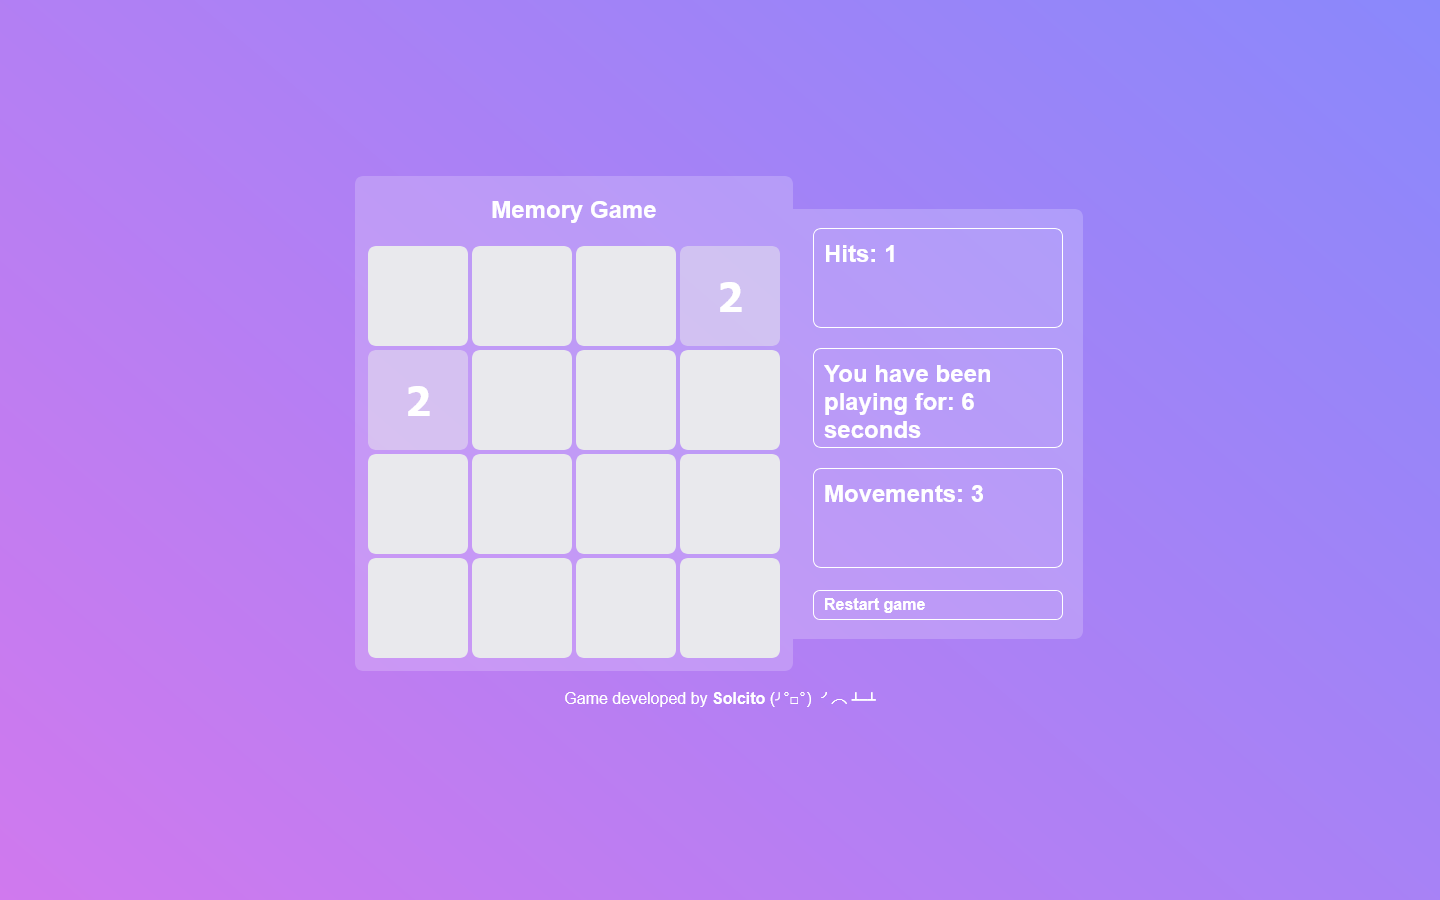 Memory Game
2
2
Hits: 1
You have been
playing for: 6
seconds
Movements: 3
Restart game
Game developed by Solcito (╯°□°) ╯︵ ┻━┻